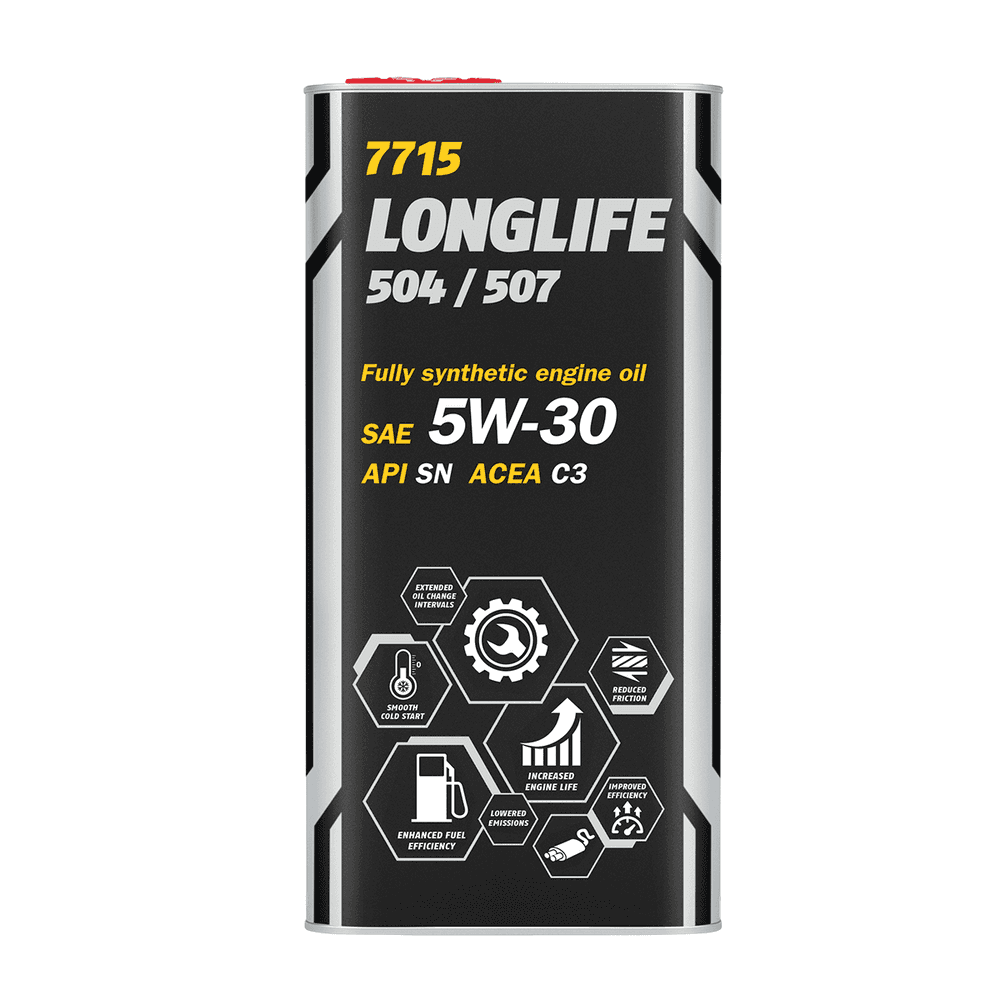 7715
LONGLIFE
504 / 507
Fully synthetic engine oil
SAE 5W-30
API SN ACEA C3
EXTENDED
OIL CHANGE
INTERVALS
0
SMOOTH
COLD START
REDUCED
FRICTION
INCREASED
ENGINE LIFE
IMPROVED
EFFICIENCY
ENHANCED FUEL
EFFICIENCY
LOWERED
EMISSIONS